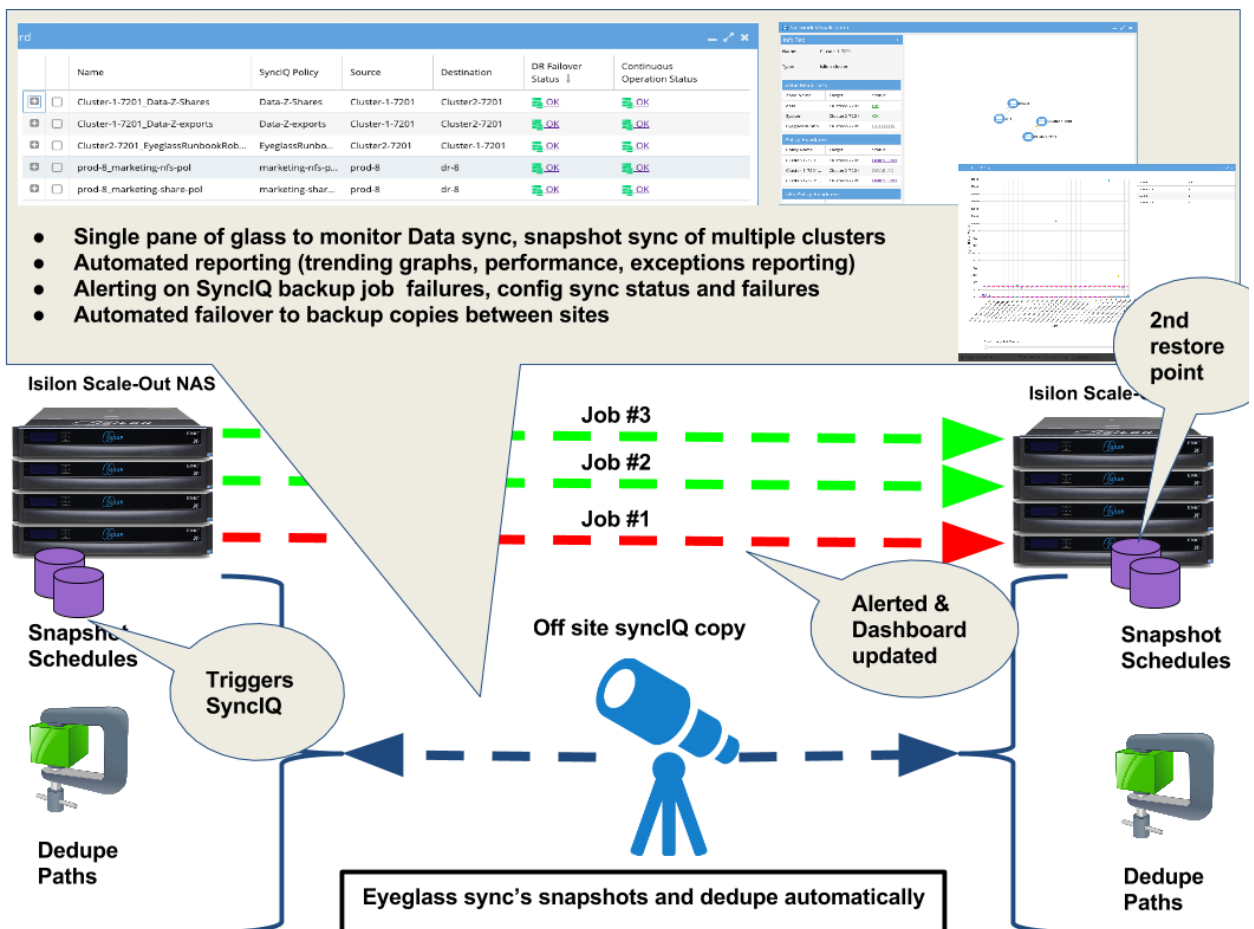 ard
Name SyncIQ Policy Source Destination DR Failover Status ↓ Continuous Operation Status
Cluster-1-7201_Data-Z-Shares Data-Z-Shares Cluster-1-7201 Cluster2-7201 OK OK
Cluster-1-7201_Data-Z-exports Data-Z-exports Cluster-1-7201 Cluster2-7201 OK OK
Cluster2-7201_EyeglassRunbookRob... EyeglassRunbo... Cluster2-7201 Cluster-1-7201 OK OK
prod-8_marketing-nfs-pol marketing-nfs-p... prod-8 dr-8 OK OK
prod-8_marketing-share-pol marketing-shar... prod-8 dr-8 OK OK
● Single pane of glass to monitor Data sync, snapshot sync of multiple clusters
● Automated reporting (trending graphs, performance, exceptions reporting)
● Alerting on SyncIQ backup job failures, config sync status and failures
● Automated failover to backup copies between sites
2nd
restore
point
Isilon Scale-Out NAS
Isilon Scale-
Job #3
Job #2
Job #1
Snapshot
Schedules
Triggers
SyncIQ
Off site syncIQ copy
Alerted &
Dashboard
updated
Snapshot
Schedules
Dedupe
Paths
Dedupe
Paths
Eyeglass sync's snapshots and dedupe automatically